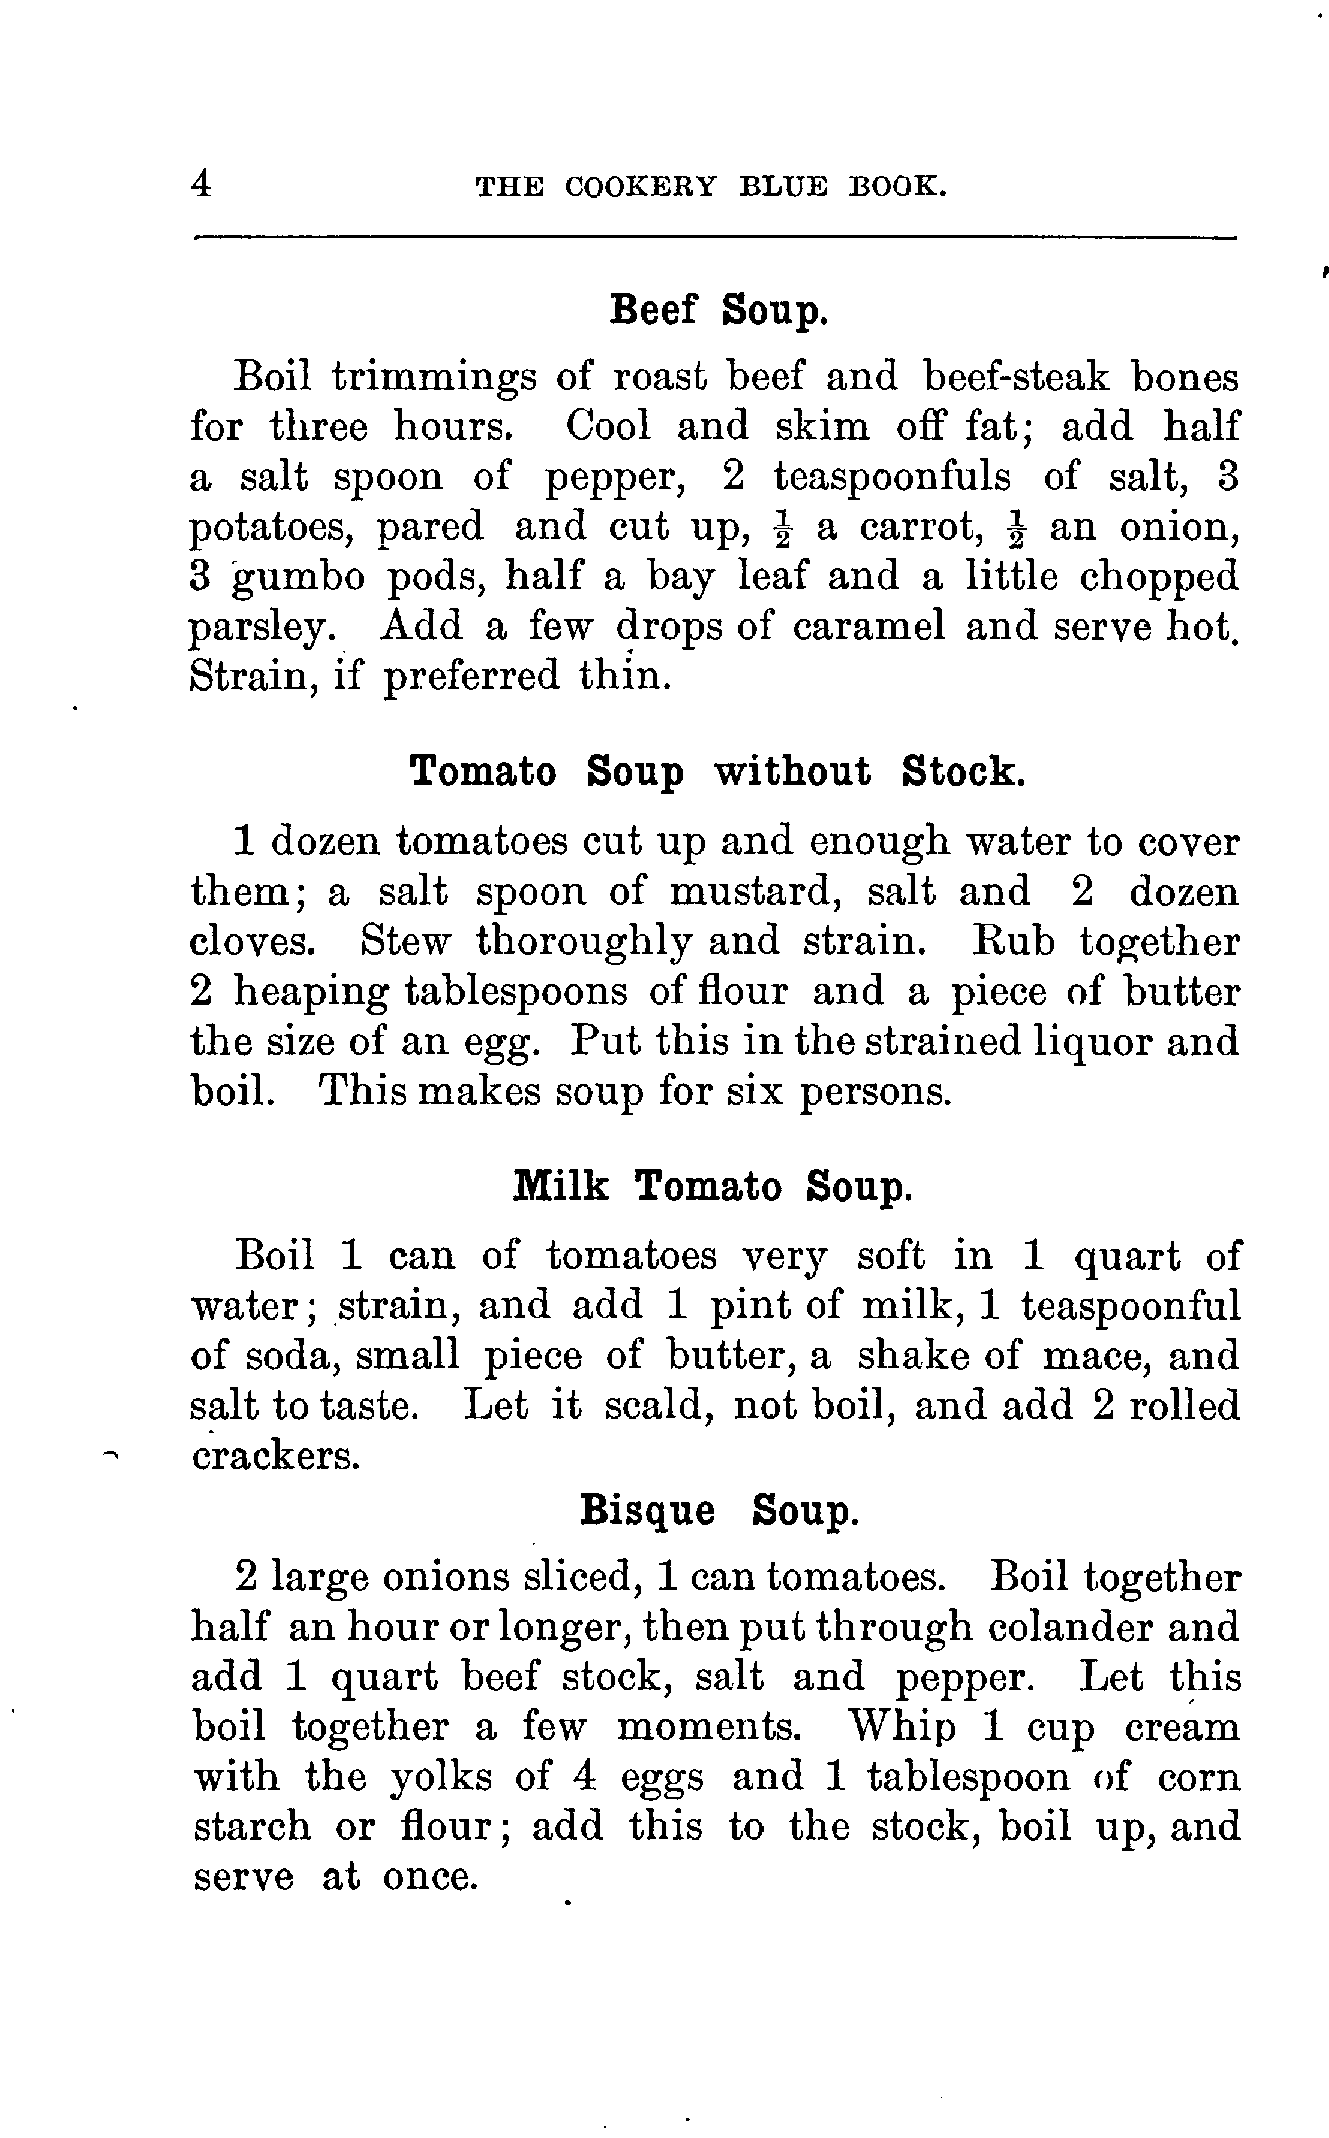 4 THE COOKERY BLUE BOOK.
Beef Soup.
Boil trimmings of roast beef and beef-steak bones
for three hours. Cool and skim off fat; add half
a salt spoon of pepper, 2 teaspoonfuls of salt, 3
potatoes, pared and cut up, ½ a carrot, ½ an onion,
3 gumbo pods, half a bay leaf and a little chopped
parsley. Add a few drops of caramel and serve hot.
Strain, if preferred thin.
Tomato Soup without Stock.
1 dozen tomatoes cut up and enough water to cover
them; a salt spoon of mustard, salt and 2 dozen
cloves. Stew thoroughly and strain. Rub together
2 heaping tablespoons of flour and a piece of butter
the size of an egg. Put this in the strained liquor and
boil. This makes soup for six persons.
Milk Tomato Soup.
Boil 1 can of tomatoes very soft in 1 quart of
water; strain, and add 1 pint of milk, 1 teaspoonful
of soda, small piece of butter, a shake of mace, and
salt to taste. Let it scald, not boil, and add 2 rolled
crackers.
Bisque Soup.
2 large onions sliced, 1 can tomatoes. Boil together
half an hour or longer, then put through colander and
add 1 quart beef stock, salt and pepper. Let this
boil together a few moments. Whip 1 cup cream
with the yolks of 4 eggs and 1 tablespoon of corn
starch or flour; add this to the stock, boil up, and
serve at once.